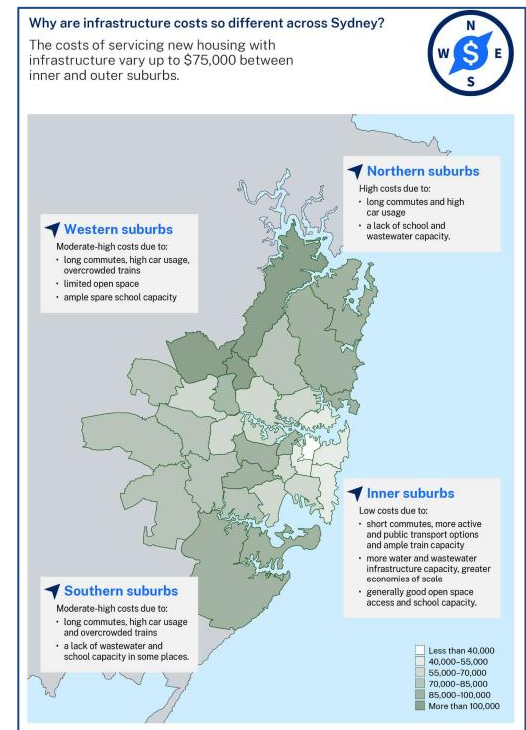 Why are infrastructure costs so different across Sydney?
The costs of servicing new housing with
infrastructure vary up to $75,000 between
inner and outer suburbs.
N
W $ E
S
Northern suburbs
High costs due to:
• long commutes and high
car usage
• a lack of school and
wastewater capacity.
Western suburbs
Moderate-high costs due to:
• long commutes, high car usage,
overcrowded trains
• limited open space
• ample spare school capacity
Inner suburbs
Low costs due to:
• short commutes, more active
and public transport options
and ample train capacity
• more water and wastewater
infrastructure capacity, greater
economies of scale
• generally good open space
access and school capacity.
Southern suburbs
Moderate-high costs due to:
• long commutes, high car usage
and overcrowded trains
• a lack of wastewater and
school capacity in some places.
Less than 40,000
40,000–55,000
55,000–70,000
70,000–85,000
85,000–100,000
More than 100,000